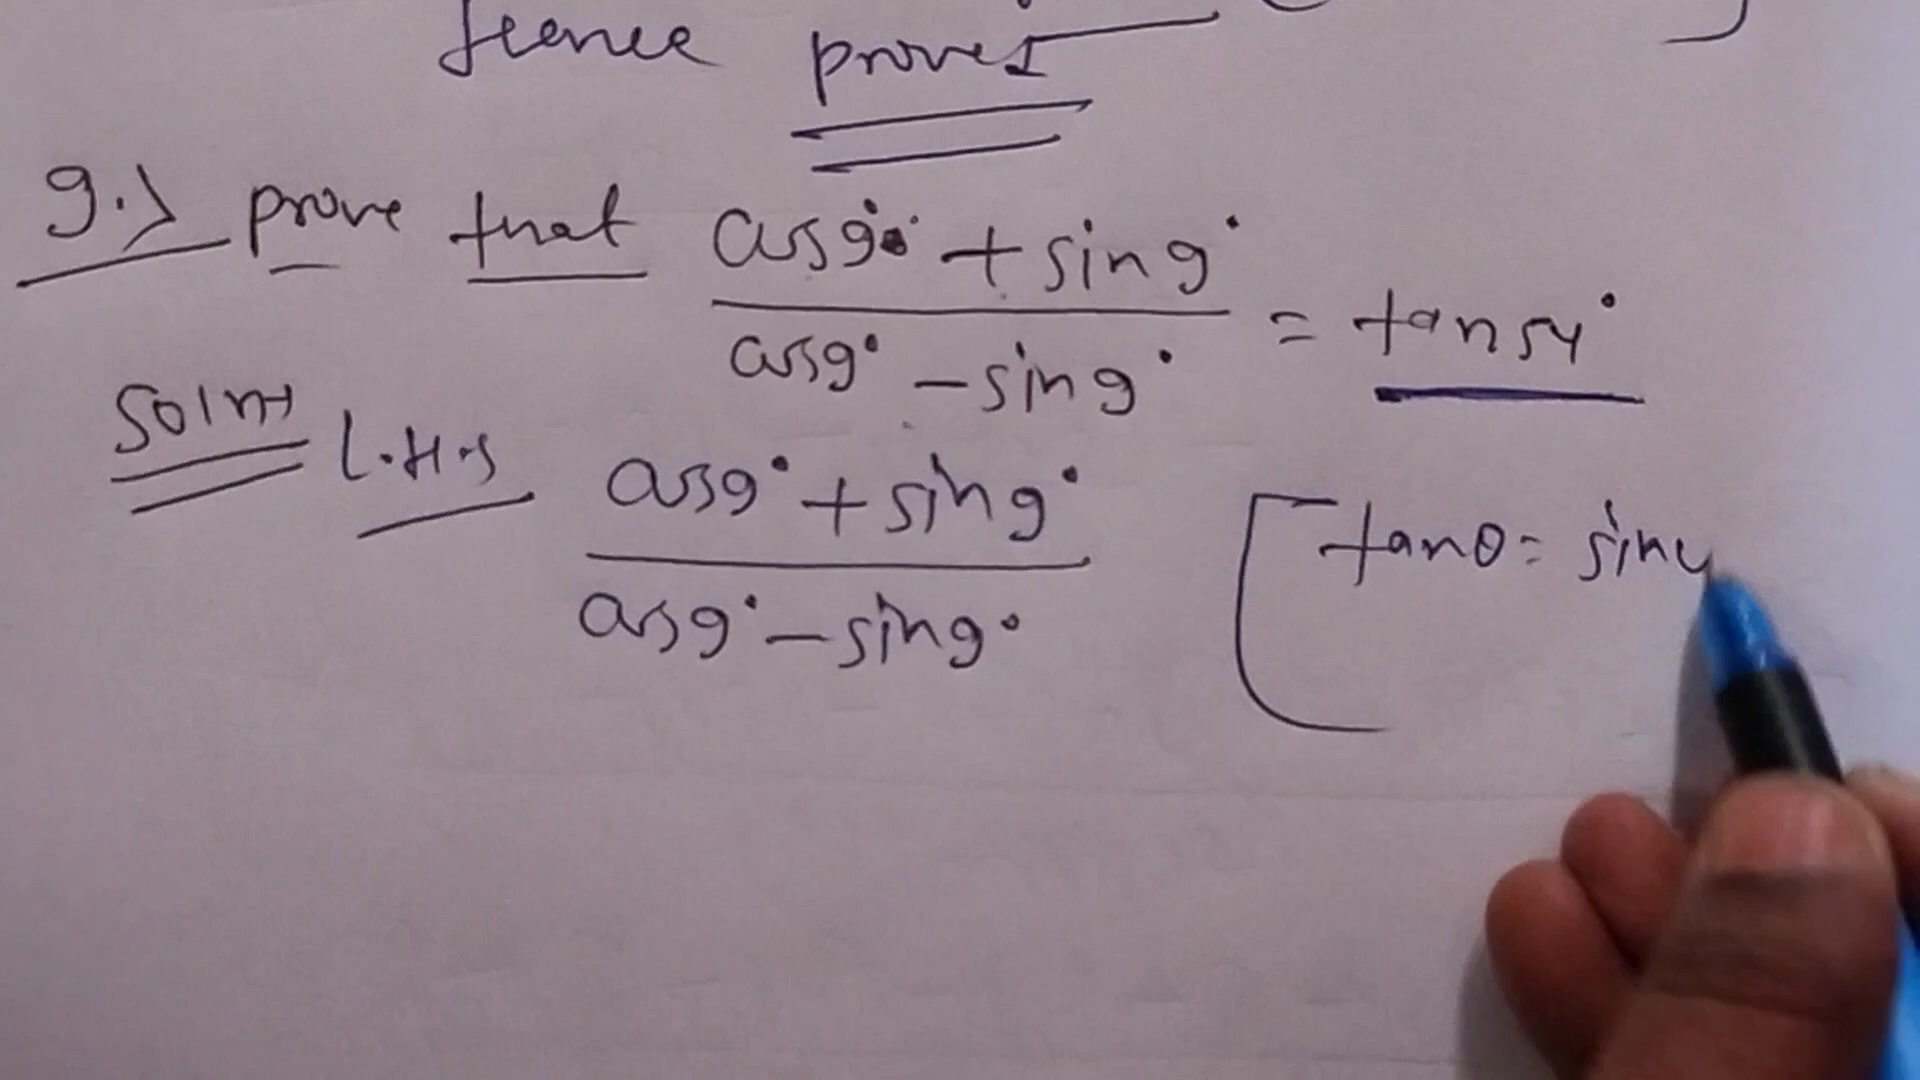 Hence proved
9.) prove that cos9° + sin9° / cos9° - sin9° = tan54°
Soln L.H.S cos9° + sin9° / cos9° - sin9°
[tanθ = sin